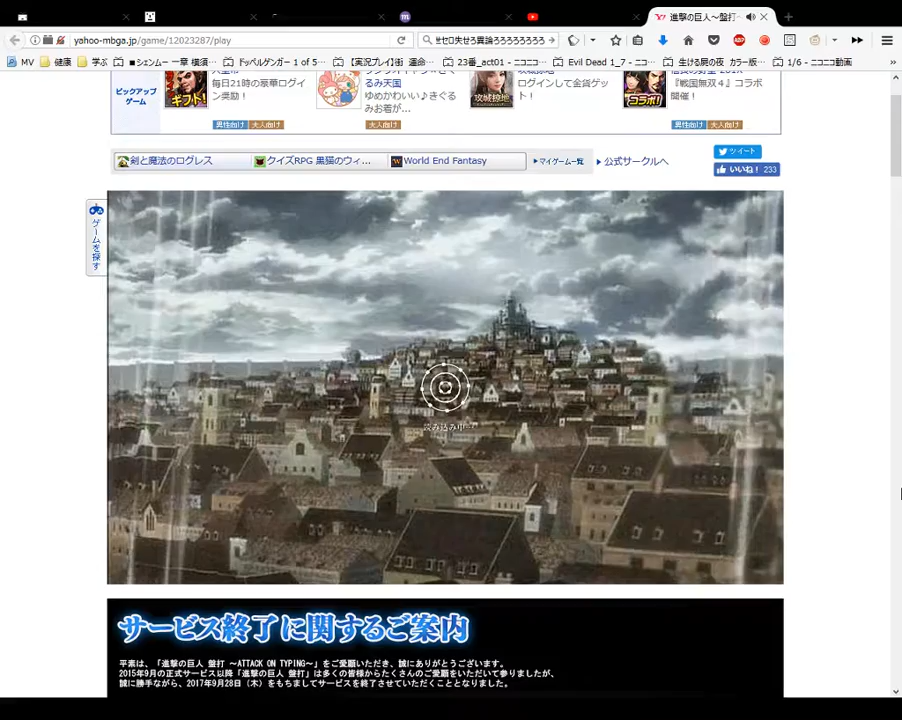 進撃の巨人～盤打
yahoo-mbga.jp/game/12023287/play
MV 健康 学ぶ ■シェンムー 一章 横須… ドッペルゲンガー 1 of 5… 【実況プレイ】街 運命… 23番_act01 - ニコニコ… Evil Dead 1_7 - ニコニ… 生ける屍の夜 カラー版… 1/6 - ニコニコ動画
ピックアップ
ゲーム
ギフト!
毎日21時の豪華ログイ
ン奨励!
男性向け 大人向け
るみ天国
ゆめかわいい♪きぐる
みお着が…
大人向け
攻城掠地
ログインして金貨ゲッ
ト!
コラボ!
『戦国無双４』コラボ
開催!
男性向け 大人向け
剣と魔法のログレス
クイズRPG 黒猫のウィ…
World End Fantasy
マイゲーム一覧
公式サークルへ
ツイート
いいね! 233
ゲームを探す
読み込み中
サービス終了に関するご案内
平素は、「進撃の巨人 盤打 ～ATTACK ON TYPING～」をご愛顧いただき、誠にありがとうございます。
2015年9月の正式サービス以降「進撃の巨人 盤打」は多くの皆様からたくさんのご愛顧をいただいて参りましたが、
誠に勝手ながら、2017年9月28日（木）をもちましてサービスを終了させていただくこととなりました。